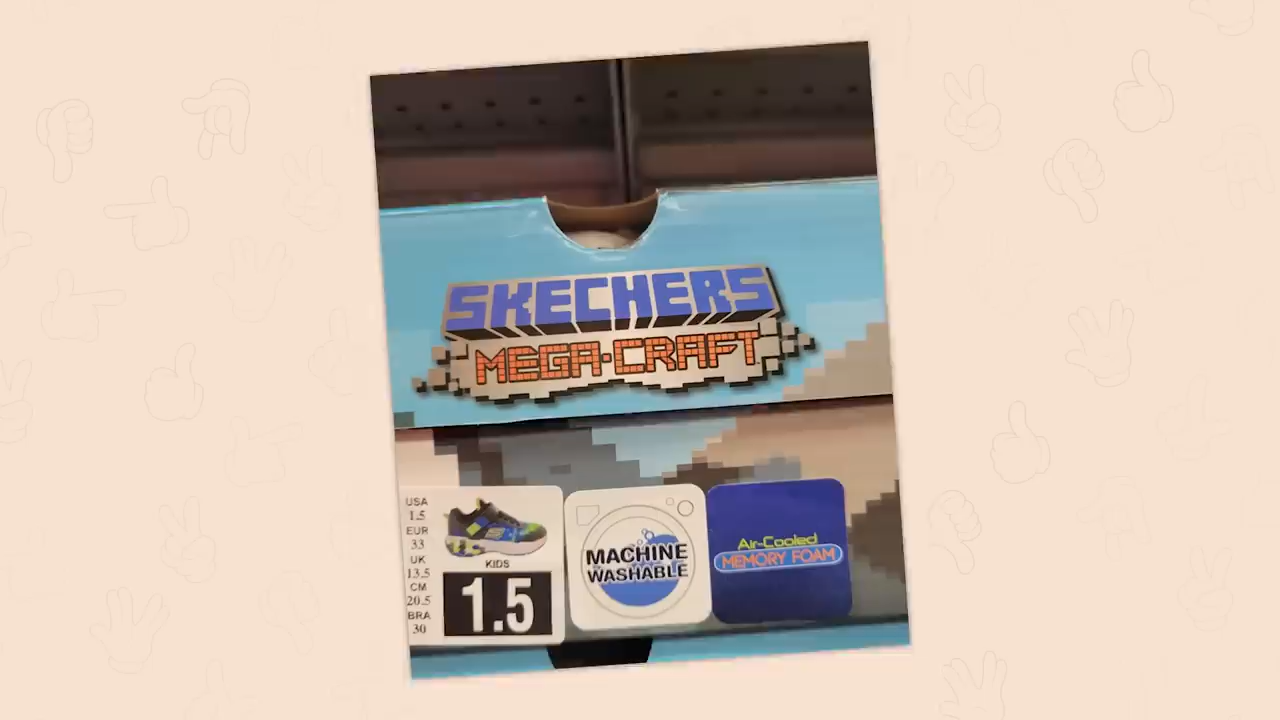 SKECHERS
MEGA-CRAFT
USA
1.5
EUR
33
UK
13.5
CM
20.5
BRA
30
KIDS
1.5
MACHINE
WASHABLE
Air-Cooled
MEMORY FOAM